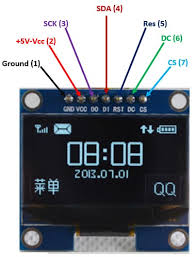 SDA (4)
SCK (3)
Res (5)
+5V-Vcc (2)
DC (6)
Ground (1)
CS (7)
GND VCC D0 D1 RST DC CS
08:08
2013.07.01
菜单
QQ